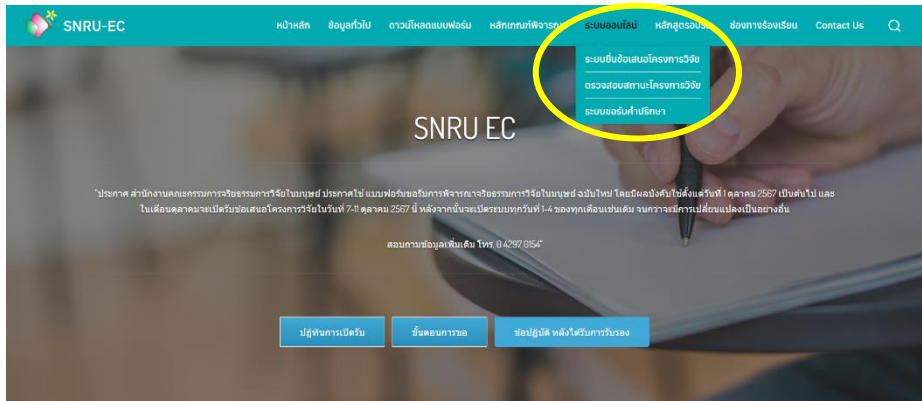 SNRU-EC
หน้าหลัก ข้อมูลทั่วไป ดาวน์โหลดแบบฟอร์ม หลักเกณฑ์พิจารณา ระบบออนไลน์ หลักสูตรอบรม ช่องทางร้องเรียน Contact Us
ระบบยื่นข้อเสนอโครงการวิจัย
ตรวจสอบสถานะโครงการวิจัย
ระบบขอรับคำปรึกษา
SNRU EC
"ประกาศ สำนักงานคณะกรรมการจริยธรรมการวิจัยในมนุษย์ ประกาศใช้ แบบฟอร์มขอรับการพิจารณาจริยธรรมการวิจัยในมนุษย์ ฉบับใหม่ โดยมีผลบังคับใช้ตั้งแต่วันที่ 1 ตุลาคม 2567 เป็นต้นไป และ
ในเดือนตุลาคมจะเปิดรับข้อเสนอโครงการวิจัยในวันที่ 7-11 ตุลาคม 2567 นี้ หลังจากนั้นจะเปิดระบบทุกวันที่ 1-4 ของทุกเดือนเช่นเดิม จนกว่าจะมีการเปลี่ยนแปลงเป็นอย่างอื่น
สอบถามข้อมูลเพิ่มเติม โทร. 0 4297 0154"
ปฏิทินการเปิดรับ ขั้นตอนการขอ ข้อปฏิบัติ หลังได้รับการรับรอง